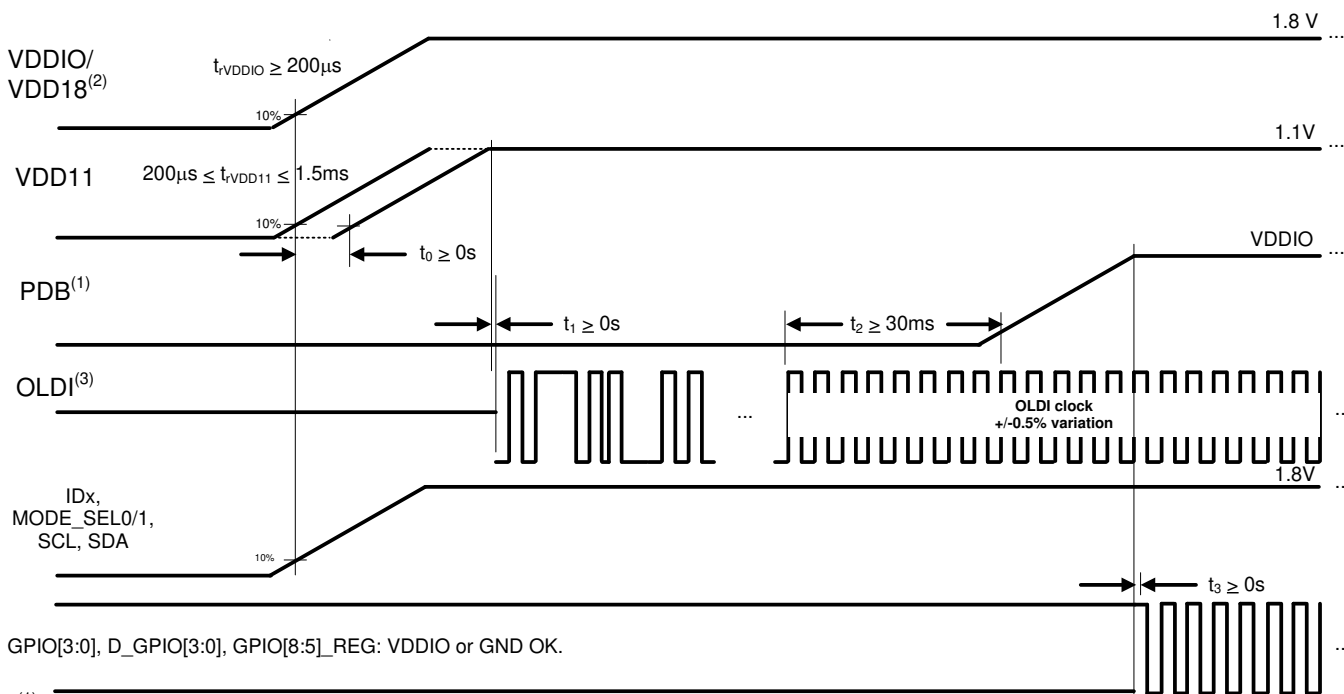 1.8 V
...
VDDIO/
VDD18(2)
trVDDIO ≥ 200µs
10%
1.1V
...
VDD11
200µs ≤ trVDD11 ≤ 1.5ms
10%
t0 ≥ 0s
VDDIO
...
PDB(1)
t1 ≥ 0s
t2 ≥ 30ms
OLDI(3)
...
OLDI clock
+/-0.5% variation
...
1.8V
...
IDx,
MODE_SEL0/1,
SCL, SDA
10%
t3 ≥ 0s
GPIO[3:0], D_GPIO[3:0], GPIO[8:5]_REG: VDDIO or GND OK.
...